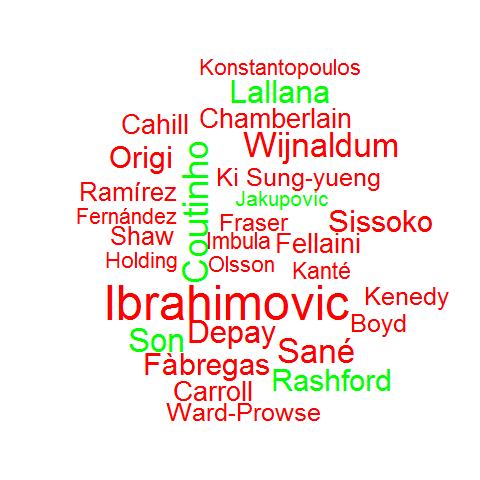 Konstantopoulos
Lallana
Cahill
Chamberlain
Wijnaldum
Origi
Coutinho
Ki Sung-yueng
Ramírez
Jakupovic
Fernández
Fraser
Sissoko
Shaw
Imbula
Fellaini
Holding
Olsson
Kanté
Ibrahimovic
Kenedy
Boyd
Son
Depay
Sané
Fàbregas
Rashford
Carroll
Ward-Prowse